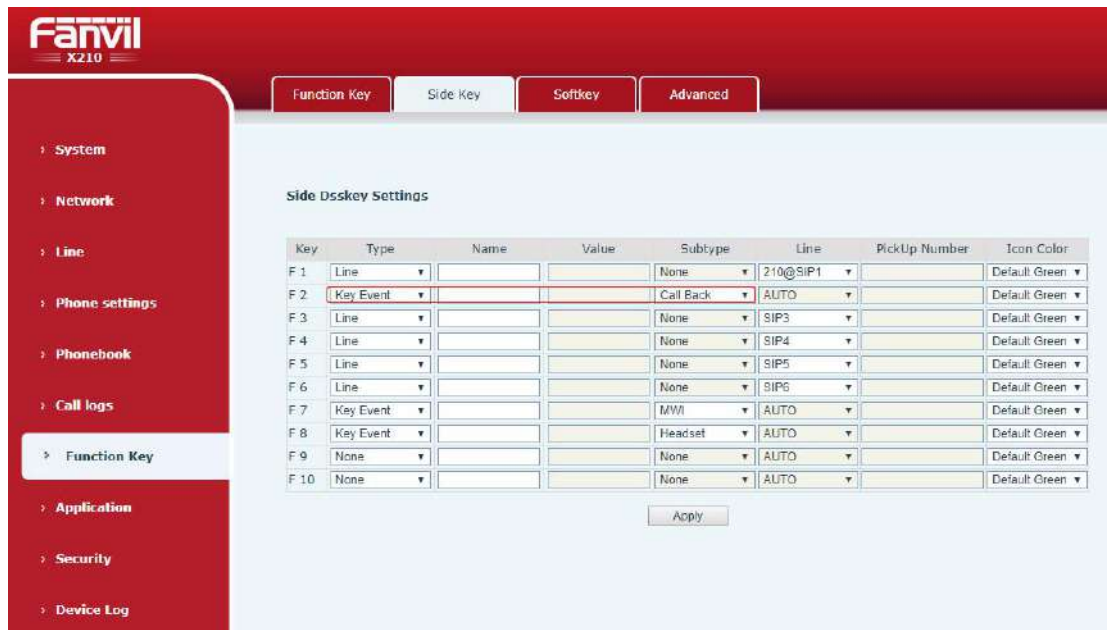 Fanvil
X210
Function Key Side Key Softkey Advanced
› System
› Network
› Line
› Phone settings
› Phonebook
› Call logs
› Function Key
› Application
› Security
› Device Log
Side Dsskey Settings
Key Type Name Value Subtype Line PickUp Number Icon Color
F 1 Line None 210@SIP1 Default Green
F 2 Key Event Call Back AUTO Default Green
F 3 Line None SIP3 Default Green
F 4 Line None SIP4 Default Green
F 5 Line None SIP5 Default Green
F 6 Line None SIP6 Default Green
F 7 Key Event MWI AUTO Default Green
F 8 Key Event Headset AUTO Default Green
F 9 None None AUTO Default Green
F 10 None None AUTO Default Green
Apply